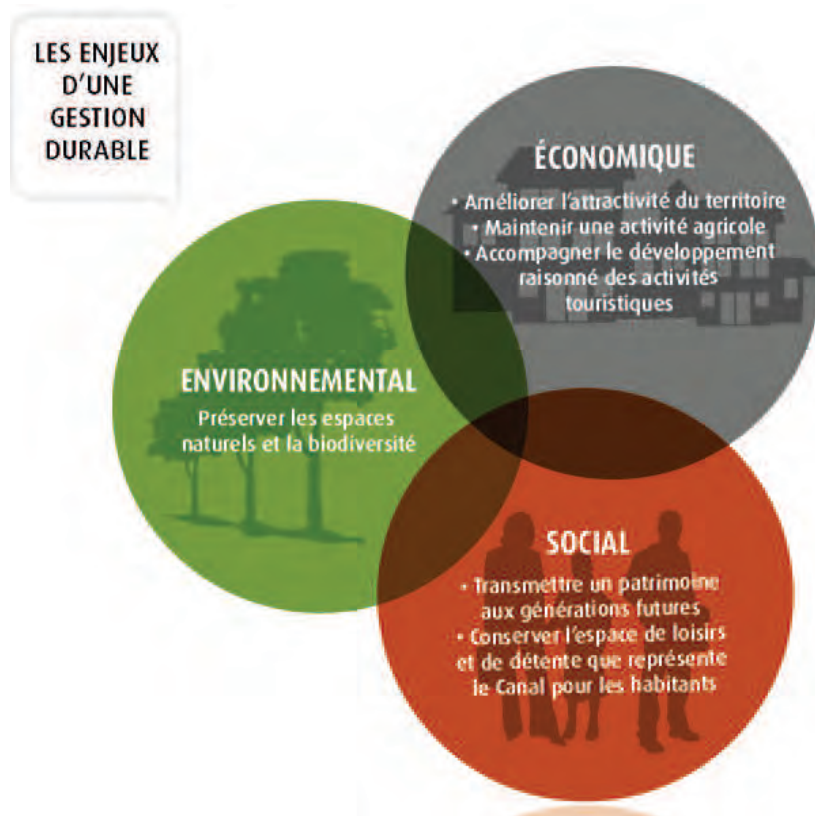 LES ENJEUX
D'UNE
GESTION
DURABLE
ÉCONOMIQUE
• Améliorer l'attractivité du territoire
• Maintenir une activité agricole
• Accompagner le développement
raisonné des activités
touristiques
ENVIRONNEMENTAL
Préserver les espaces
naturels et la biodiversité
SOCIAL
• Transmettre un patrimoine
aux générations futures
• Conserver l'espace de loisirs
et de détente que représente
le Canal pour les habitants